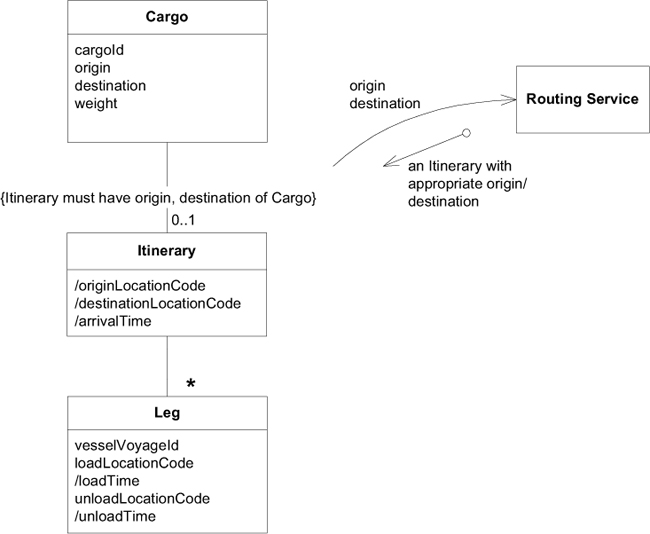 Cargo
cargoId
origin
destination
weight
origin
destination
Routing Service
an Itinerary with
appropriate origin/
destination
{Itinerary must have origin, destination of Cargo}
0..1
Itinerary
/originLocationCode
/destinationLocationCode
/arrivalTime
*
Leg
vesselVoyageId
loadLocationCode
/loadTime
unloadLocationCode
/unloadTime